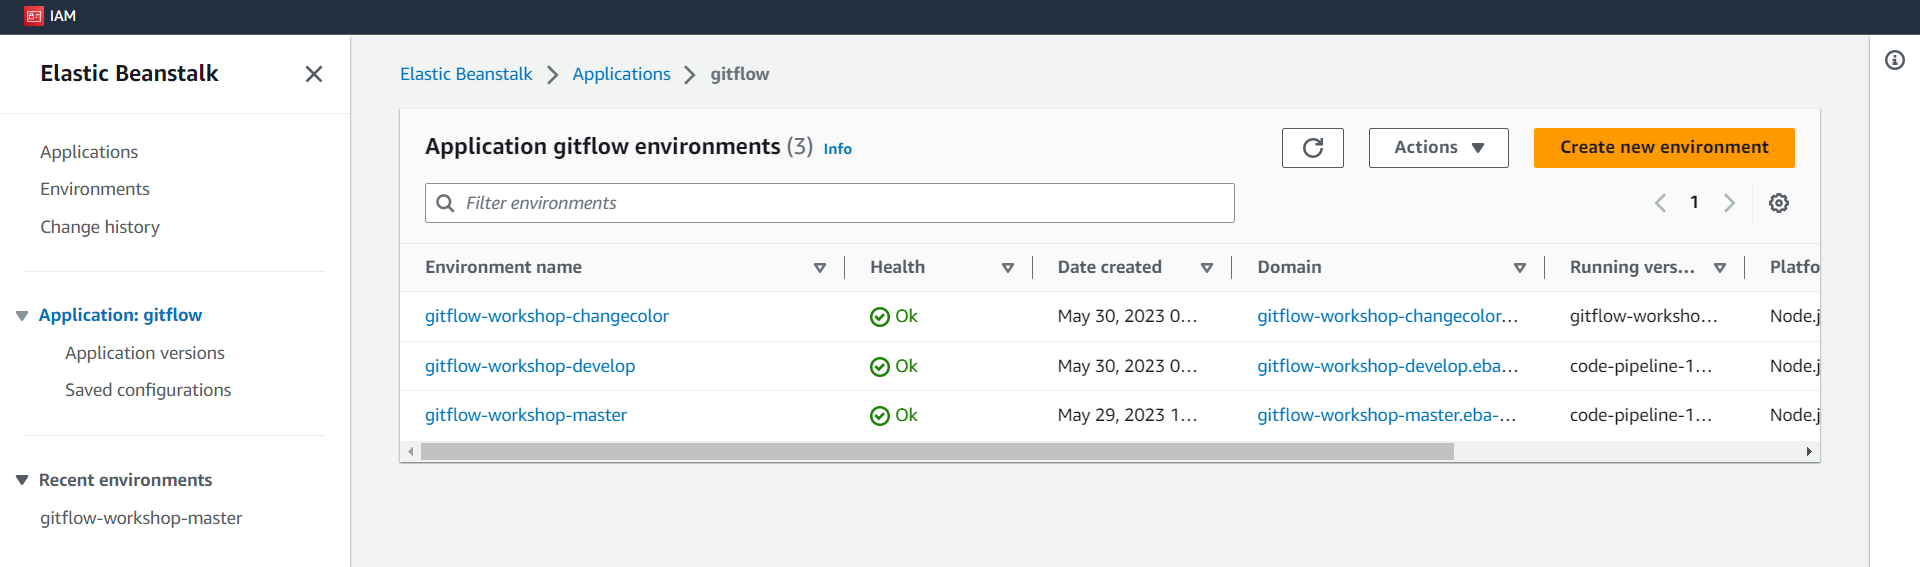 IAM
Elastic Beanstalk
Applications
Environments
Change history
Application: gitflow
Application versions
Saved configurations
Recent environments
gitflow-workshop-master
Elastic Beanstalk > Applications > gitflow
Application gitflow environments (3) Info
Actions
Create new environment
Filter environments
1
Environment name Health Date created Domain Running vers... Platfo
gitflow-workshop-changecolor Ok May 30, 2023 0... gitflow-workshop-changecolor... gitflow-worksho... Node.j
gitflow-workshop-develop Ok May 30, 2023 0... gitflow-workshop-develop.eba... code-pipeline-1... Node.j
gitflow-workshop-master Ok May 29, 2023 1... gitflow-workshop-master.eba-... code-pipeline-1... Node.j